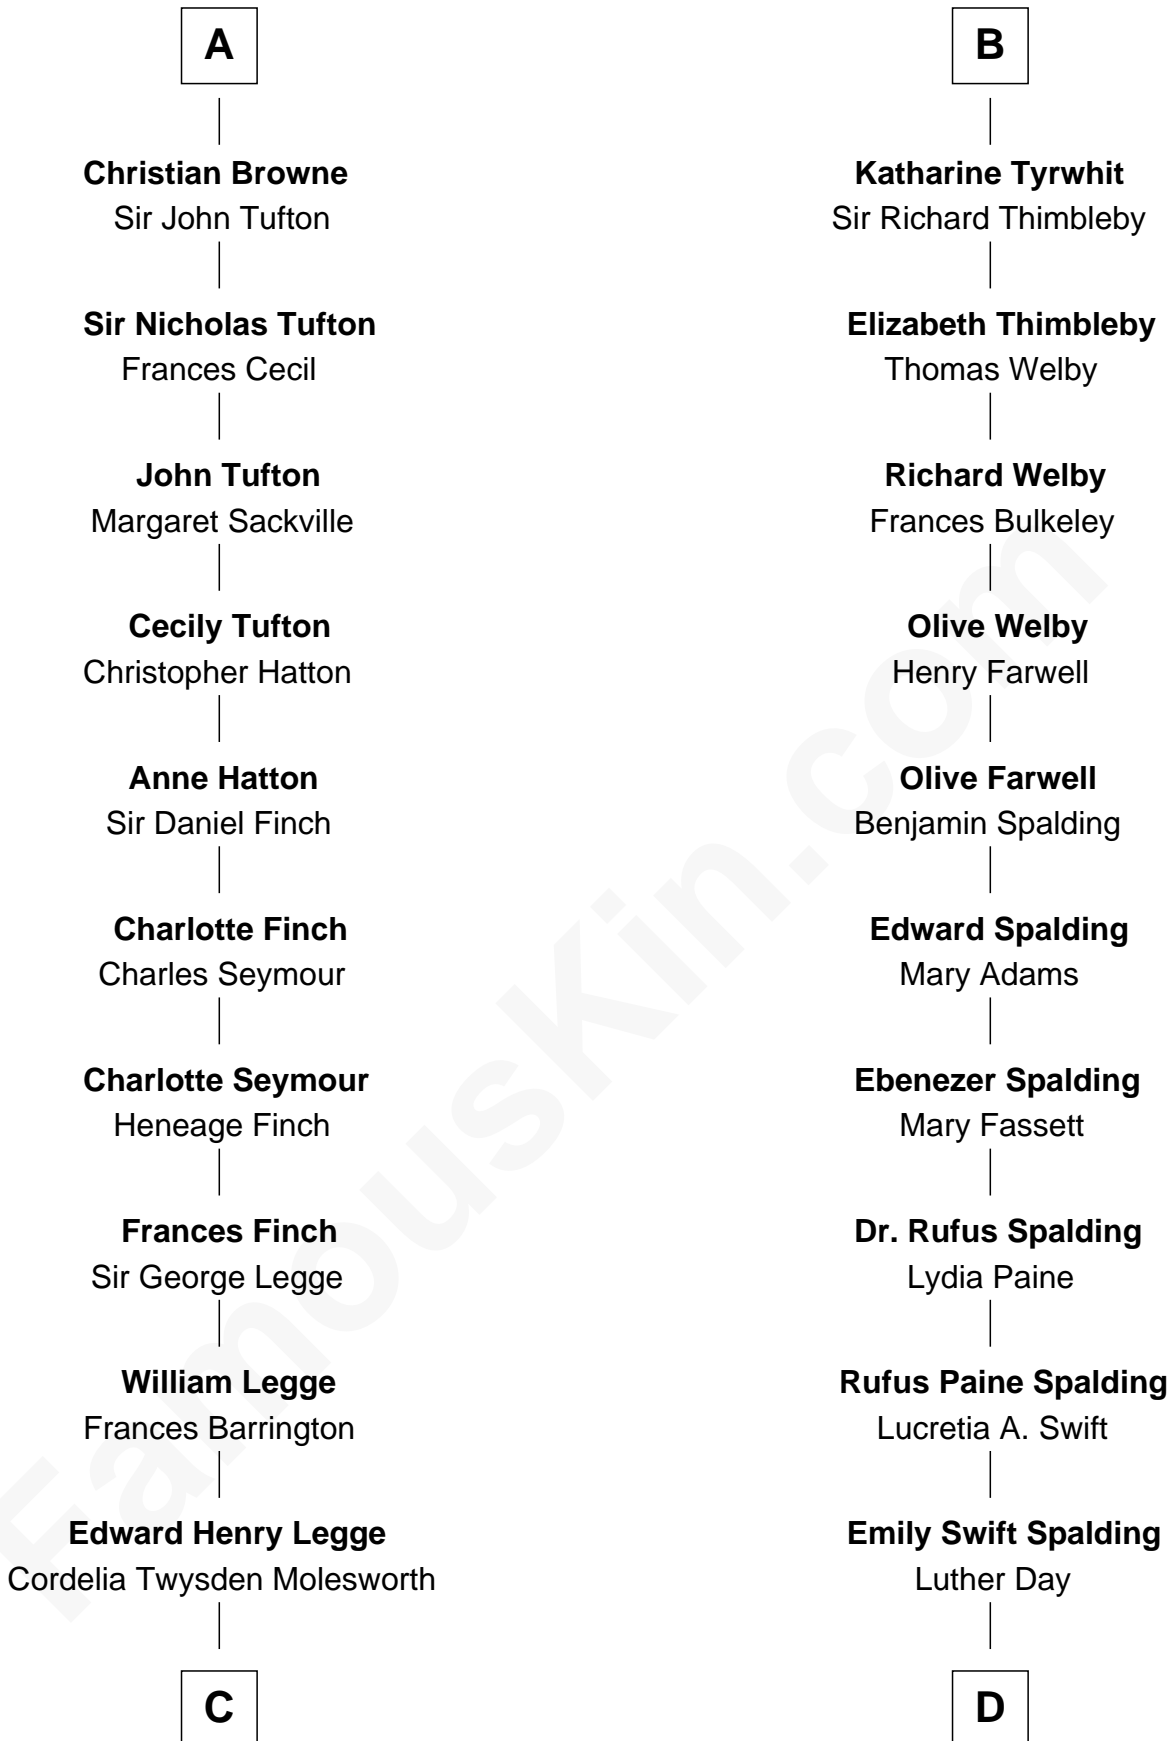 A
Christian Browne
Sir John Tufton
Sir Nicholas Tufton
Frances Cecil
John Tufton
Margaret Sackville
Cecily Tufton
Christopher Hatton
Anne Hatton
Sir Daniel Finch
Charlotte Finch
Charles Seymour
Charlotte Seymour
Heneage Finch
Frances Finch
Sir George Legge
William Legge
Frances Barrington
Edward Henry Legge
Cordelia Twysden Molesworth
C
B
Katharine Tyrwhit
Sir Richard Thimbleby
Elizabeth Thimbleby
Thomas Welby
Richard Welby
Frances Bulkeley
Olive Welby
Henry Farwell
Olive Farwell
Benjamin Spalding
Edward Spalding
Mary Adams
Ebenezer Spalding
Mary Fassett
Dr. Rufus Spalding
Lydia Paine
Rufus Paine Spalding
Lucretia A. Swift
Emily Swift Spalding
Luther Day
D
FamousKin.com